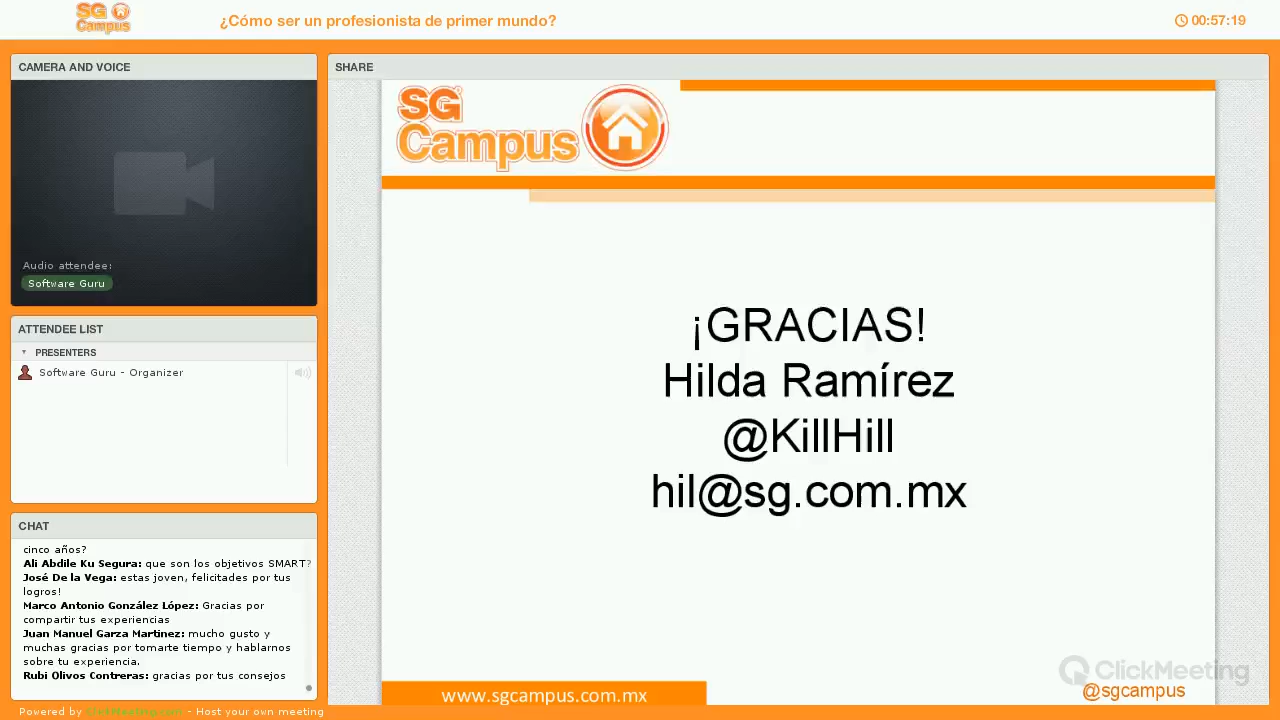 SG
Campus
¿Cómo ser un profesionista de primer mundo?
00:57:19
CAMERA AND VOICE
Audio attendee:
Software Guru
ATTENDEE LIST
PRESENTERS
Software Guru - Organizer
CHAT
cinco años?
Ali Abdile Ku Segura: que son los objetivos SMART?
José De la Vega: estas joven, felicitades por tus
logros!
Marco Antonio González López: Gracias por
compartir tus experiencias
Juan Manuel Garza Martinez: mucho gusto y
muchas gracias por tomarte tiempo y hablarnos
sobre tu experiencia.
Rubi Olivos Contreras: gracias por tus consejos
Powered by ClickMeeting.com - Host your own meeting
SHARE
SG
Campus
¡GRACIAS!
Hilda Ramírez
@KillHill
hil@sg.com.mx
www.sgcampus.com.mx
ClickMeeting
@sgcampus